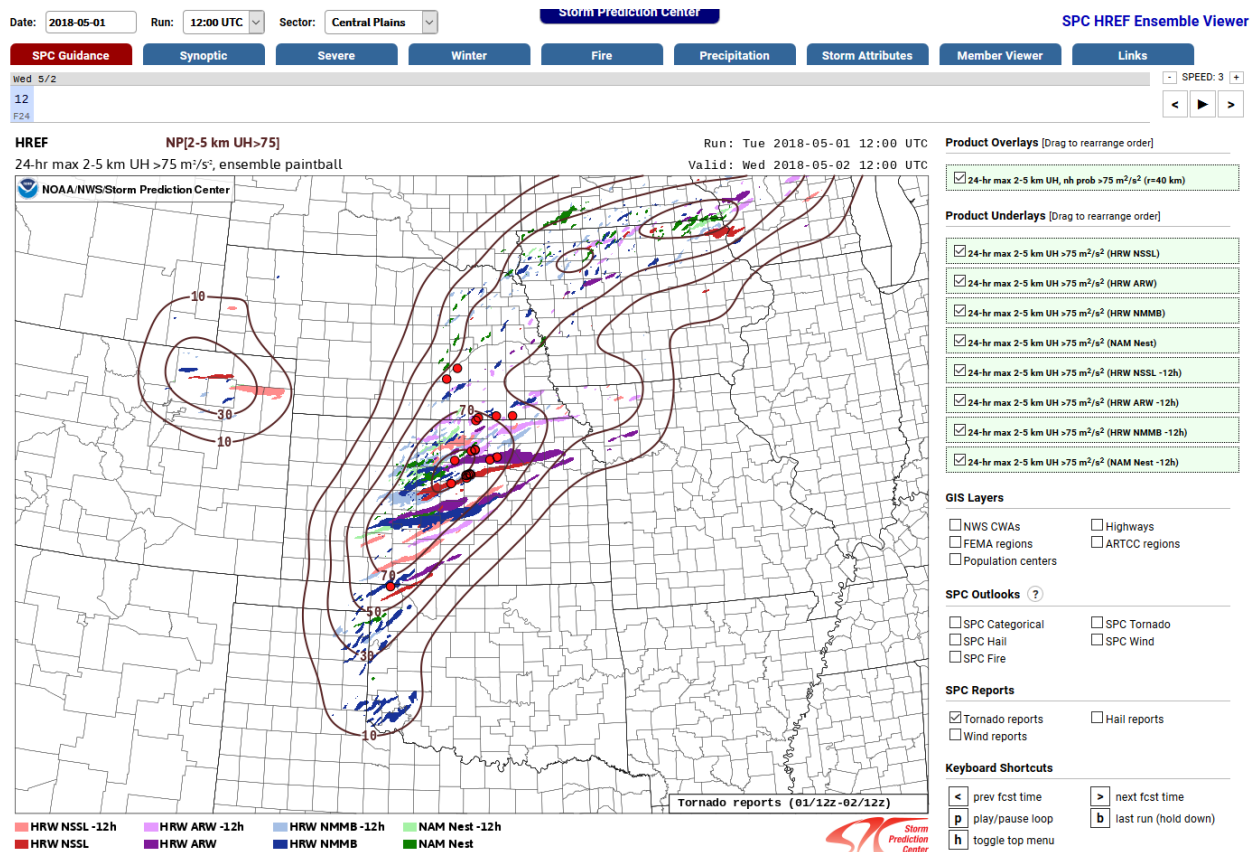 Storm Prediction Center
Date: 2018-05-01 Run: 12:00 UTC Sector: Central Plains
SPC HREF Ensemble Viewer
SPC Guidance Synoptic Severe Winter Fire Precipitation Storm Attributes Member Viewer Links
Wed 5/2
- SPEED: 3 +
12
F24
< ▶ >
HREF NP[2-5 km UH>75] Run: Tue 2018-05-01 12:00 UTC
24-hr max 2-5 km UH >75 m²/s², ensemble paintball Valid: Wed 2018-05-02 12:00 UTC
NOAA/NWS/Storm Prediction Center
10
30
10
70
70
50
30
10
Tornado reports (01/12z-02/12z)
HRW NSSL -12h HRW ARW -12h HRW NMMB -12h NAM Nest -12h
HRW NSSL HRW ARW HRW NMMB NAM Nest
Storm
Prediction
Center
Product Overlays [Drag to rearrange order]
24-hr max 2-5 km UH, nh prob >75 m²/s² (r=40 km)
Product Underlays [Drag to rearrange order]
24-hr max 2-5 km UH >75 m²/s² (HRW NSSL)
24-hr max 2-5 km UH >75 m²/s² (HRW ARW)
24-hr max 2-5 km UH >75 m²/s² (HRW NMMB)
24-hr max 2-5 km UH >75 m²/s² (NAM Nest)
24-hr max 2-5 km UH >75 m²/s² (HRW NSSL -12h)
24-hr max 2-5 km UH >75 m²/s² (HRW ARW -12h)
24-hr max 2-5 km UH >75 m²/s² (HRW NMMB -12h)
24-hr max 2-5 km UH >75 m²/s² (NAM Nest -12h)
GIS Layers
NWS CWAs Highways
FEMA regions ARTCC regions
Population centers
SPC Outlooks ?
SPC Categorical SPC Tornado
SPC Hail SPC Wind
SPC Fire
SPC Reports
Tornado reports Hail reports
Wind reports
Keyboard Shortcuts
< prev fcst time > next fcst time
p play/pause loop b last run (hold down)
h toggle top menu